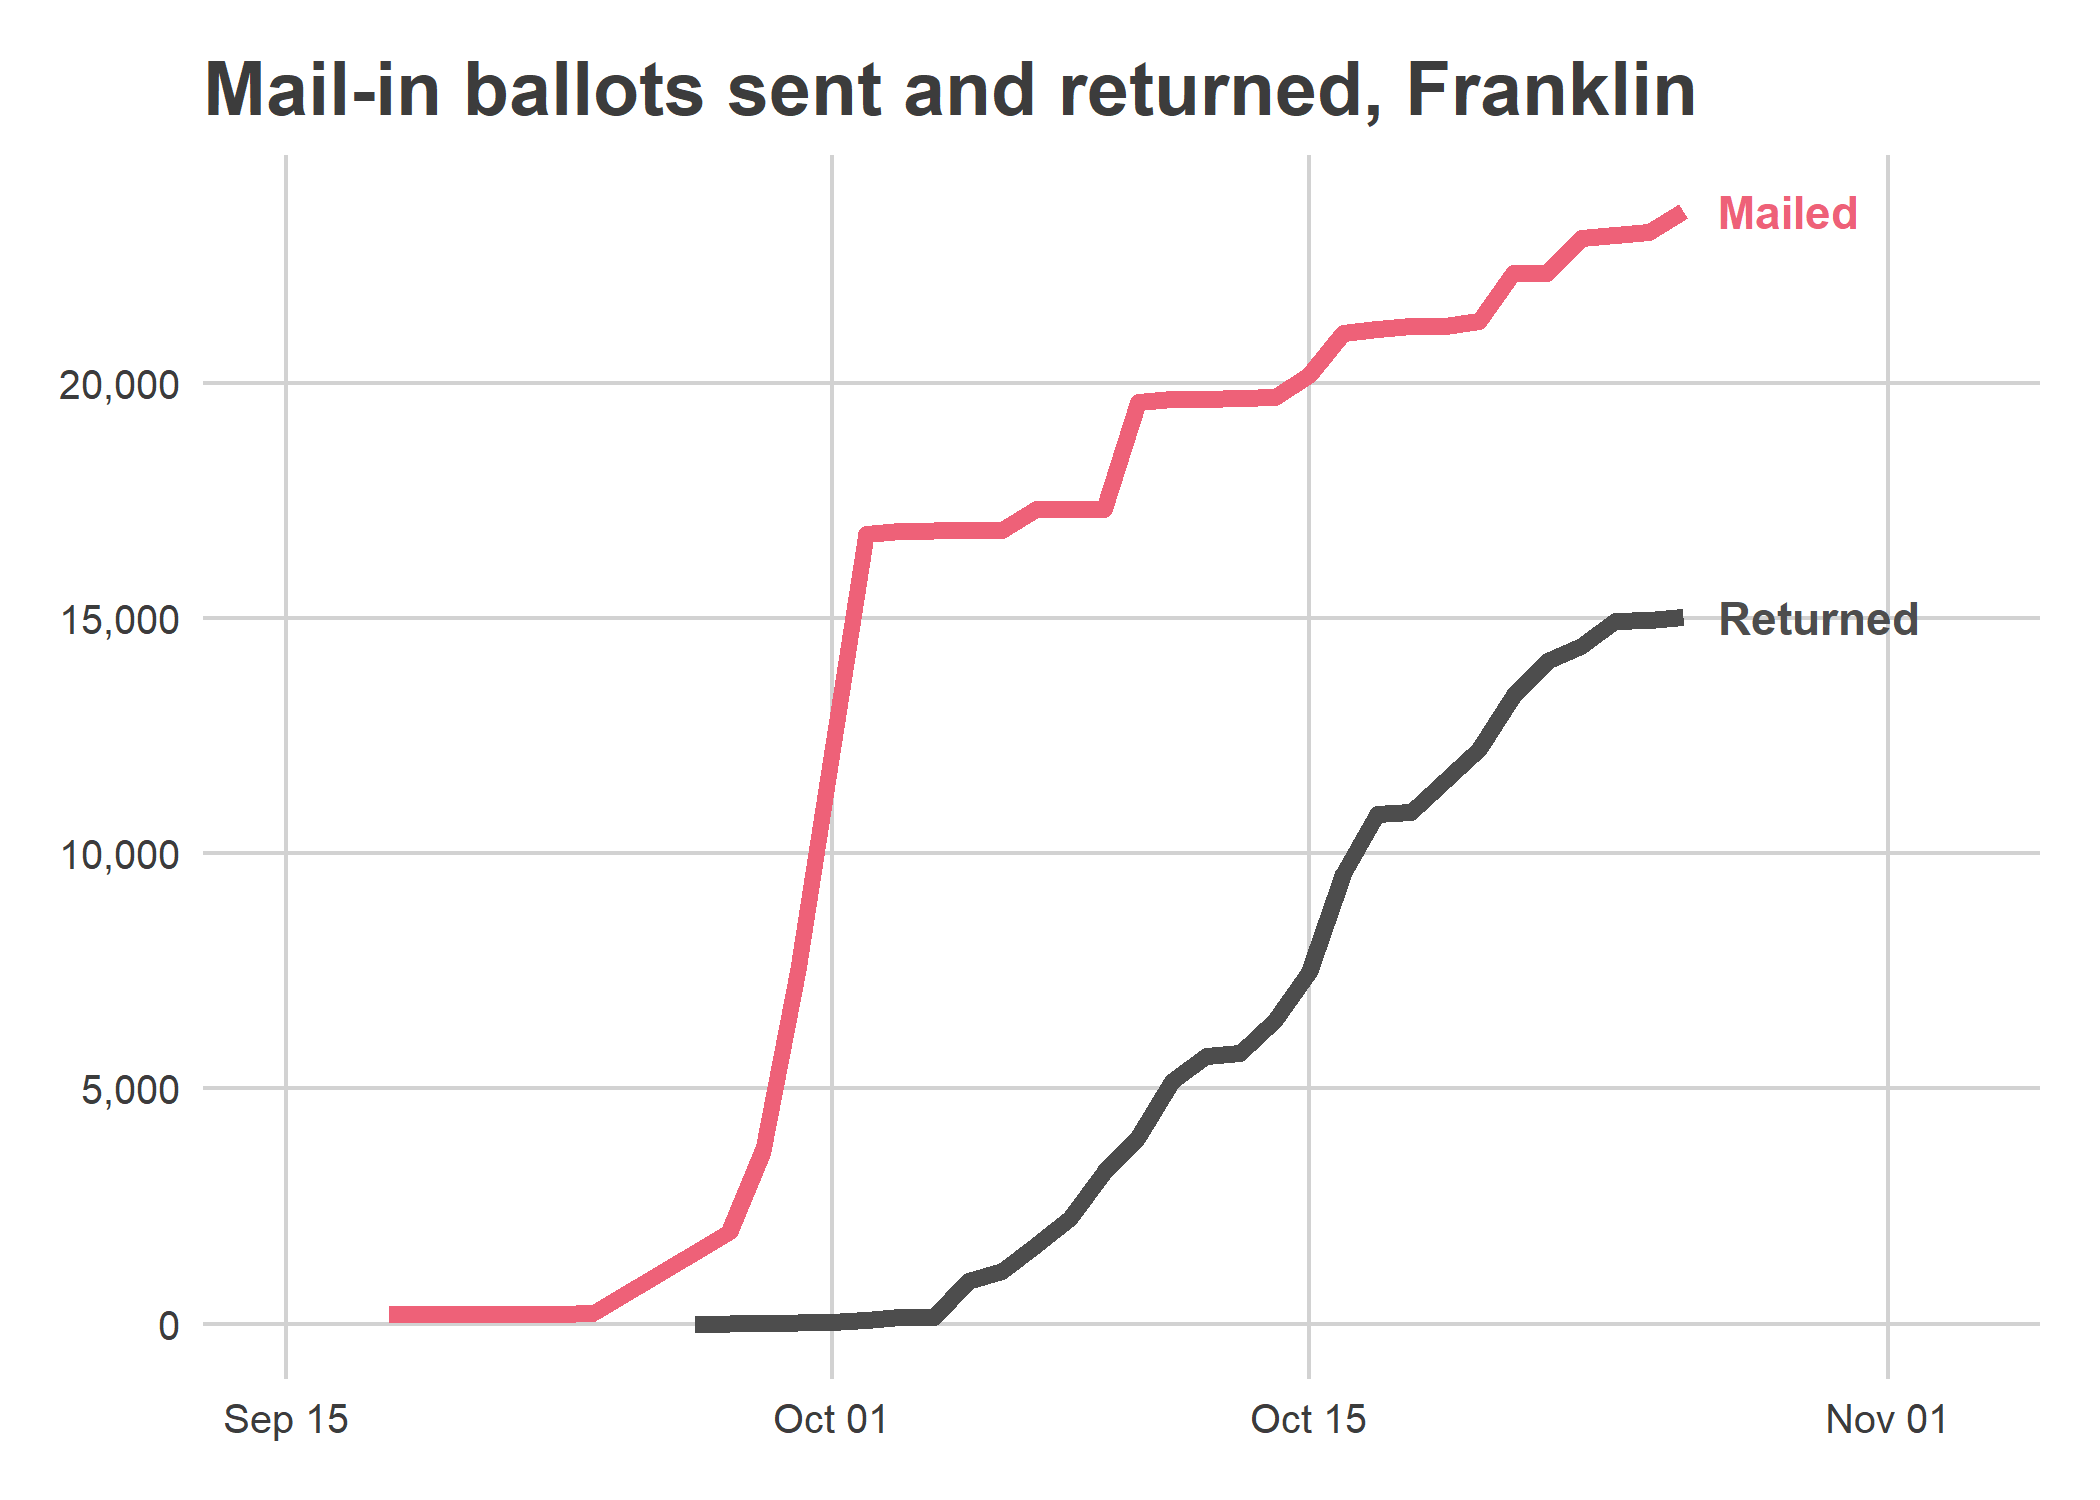 Mail-in ballots sent and returned, Franklin
Mailed
20,000
15,000
Returned
10,000
5,000
0
Sep 15
Oct 01
Oct 15
Nov 01